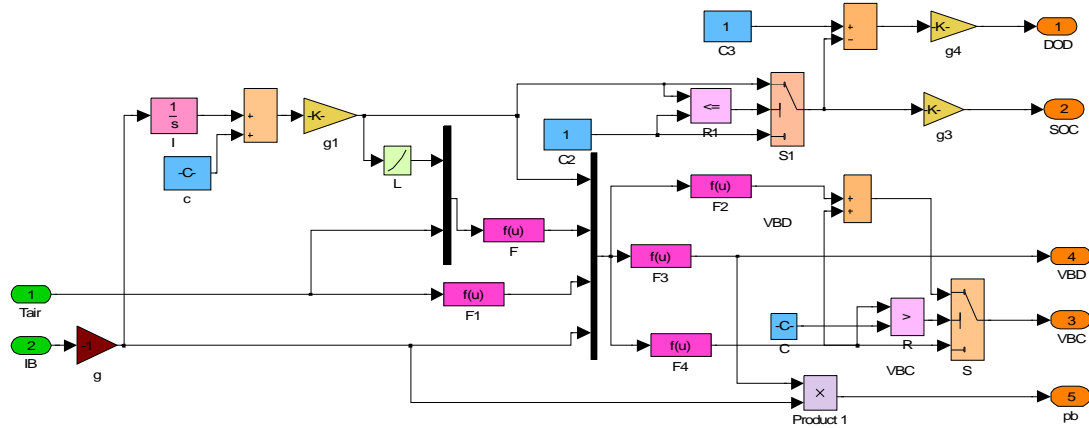 1
C3
+
−
-K-
g4
1
DOD
1
s
I
+
+
-K-
g1
<=
R1
S1
-K-
g3
2
SOC
-C-
c
L
1
C2
f(u)
F2
VBD
+
+
f(u)
F
f(u)
F3
4
VBD
1
Tair
f(u)
F1
2
IB
-1
g
f(u)
F4
-C-
C
>
R
VBC
S
3
VBC
×
Product 1
5
pb